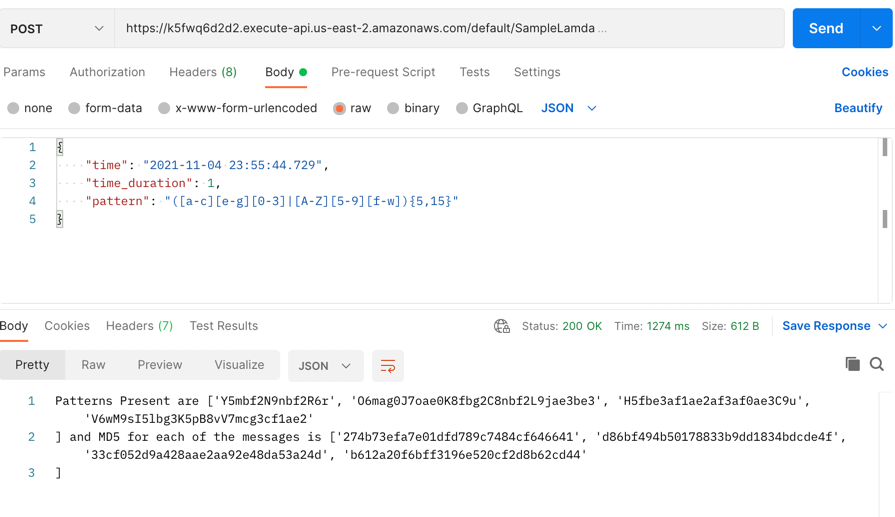 POST https://k5fwq6d2d2.execute-api.us-east-2.amazonaws.com/default/SampleLamda ... Send
Params Authorization Headers (8) Body Pre-request Script Tests Settings Cookies
none form-data x-www-form-urlencoded raw binary GraphQL JSON Beautify
1 {
2 "time": "2021-11-04 23:55:44.729",
3 "time_duration": 1,
4 "pattern": "([a-c][e-g][0-3]|[A-Z][5-9][f-w]){5,15}"
5 }
Body Cookies Headers (7) Test Results Status: 200 OK Time: 1274 ms Size: 612 B Save Response
Pretty Raw Preview Visualize JSON
1 Patterns Present are ['Y5mbf2N9nbf2R6r', 'O6mag0J7oae0K8fbg2C8nbf2L9jae3be3', 'H5fbe3af1ae2af3af0ae3C9u',
'V6wM9sI5lbg3K5pB8vV7mcg3cf1ae2'
2 ] and MD5 for each of the messages is ['274b73efa7e01dfd789c7484cf646641', 'd86bf494b50178833b9dd1834bdcde4f',
'33cf052d9a428aae2aa92e48da53a24d', 'b612a20f6bff3196e520cf2d8b62cd44'
3 ]